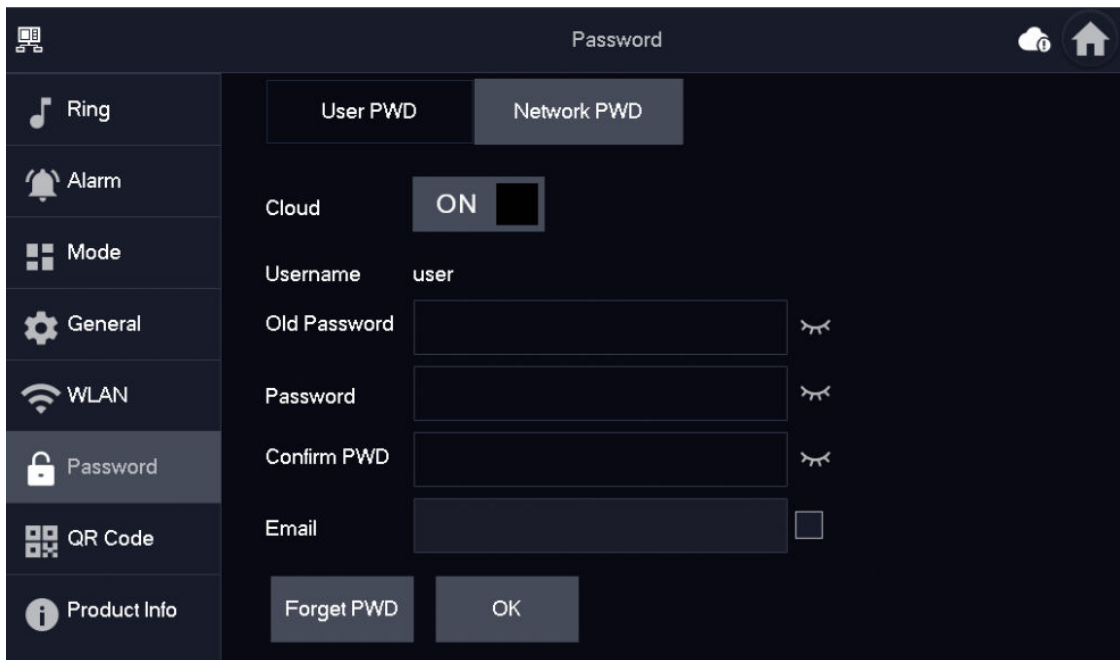 Password
Ring
Alarm
Mode
General
WLAN
Password
QR Code
Product Info
User PWD
Network PWD
Cloud
ON
Username
user
Old Password
Password
Confirm PWD
Email
Forget PWD
OK